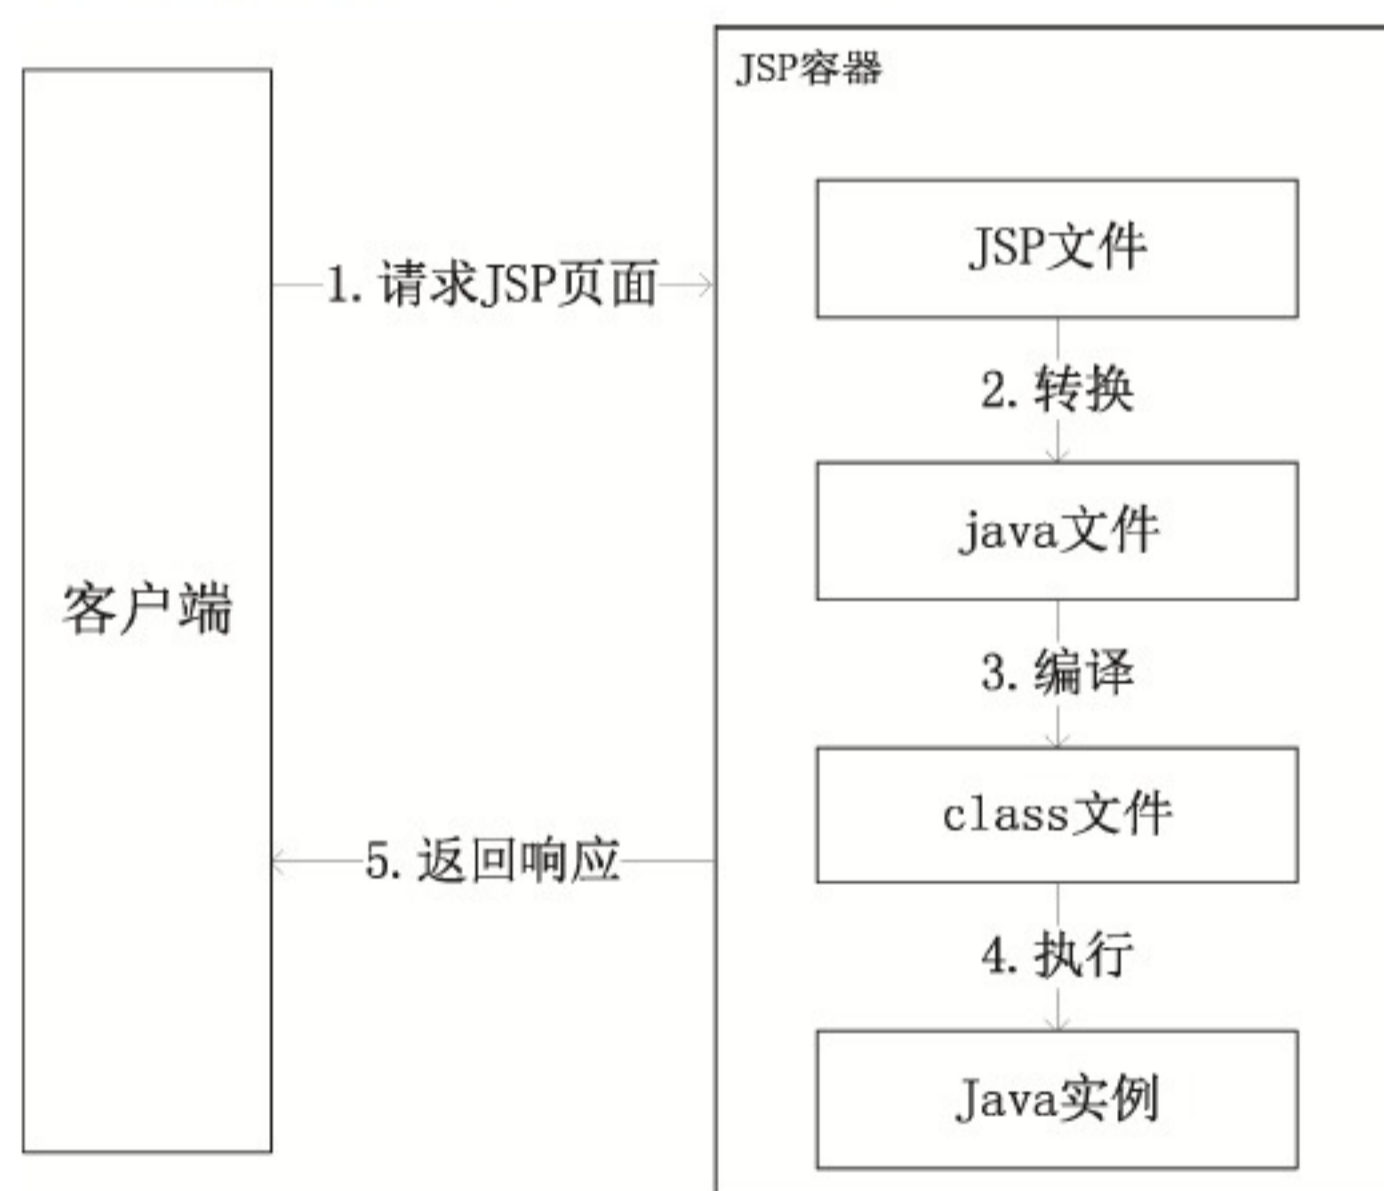 JSP容器
JSP文件
1.请求JSP页面
2.转换
java文件
客户端
3.编译
class文件
5.返回响应
4.执行
Java实例